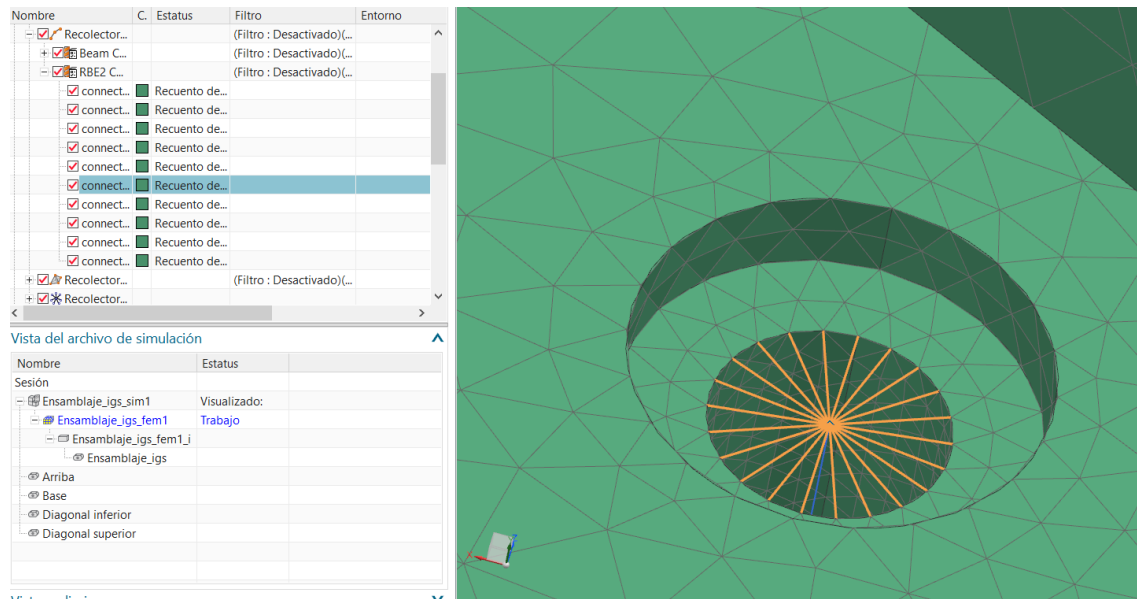 Nombre C. Estatus Filtro Entorno
Recolector... (Filtro : Desactivado)(...
Beam C... (Filtro : Desactivado)(...
RBE2 C... (Filtro : Desactivado)(...
connect... Recuento de...
connect... Recuento de...
connect... Recuento de...
connect... Recuento de...
connect... Recuento de...
connect... Recuento de...
connect... Recuento de...
connect... Recuento de...
connect... Recuento de...
connect... Recuento de...
Recolector... (Filtro : Desactivado)(...
Recolector...
Vista del archivo de simulación
Nombre Estatus
Sesión
Ensamblaje_igs_sim1 Visualizado:
Ensamblaje_igs_fem1 Trabajo
Ensamblaje_igs_fem1_i
Ensamblaje_igs
Arriba
Base
Diagonal inferior
Diagonal superior